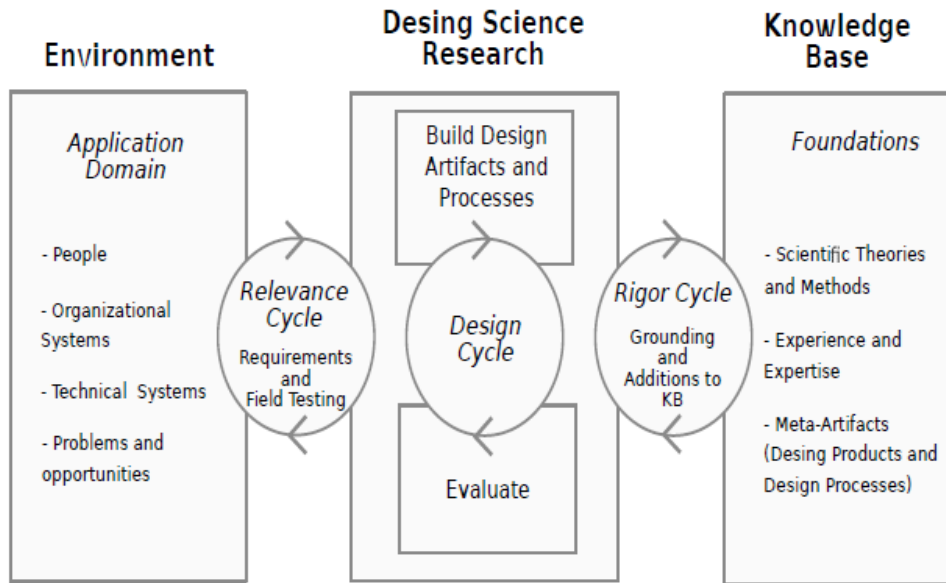 Environment
Desing Science
Research
Knowledge
Base
Application
Domain
- People
- Organizational
Systems
- Technical Systems
- Problems and
opportunities
Relevance
Cycle
Requirements
and
Field Testing
Build Design
Artifacts and
Processes
Design
Cycle
Evaluate
Rigor Cycle
Grounding
and
Additions to
KB
Foundations
- Scientific Theories
and Methods
- Experience and
Expertise
- Meta-Artifacts
(Desing Products and
Design Processes)